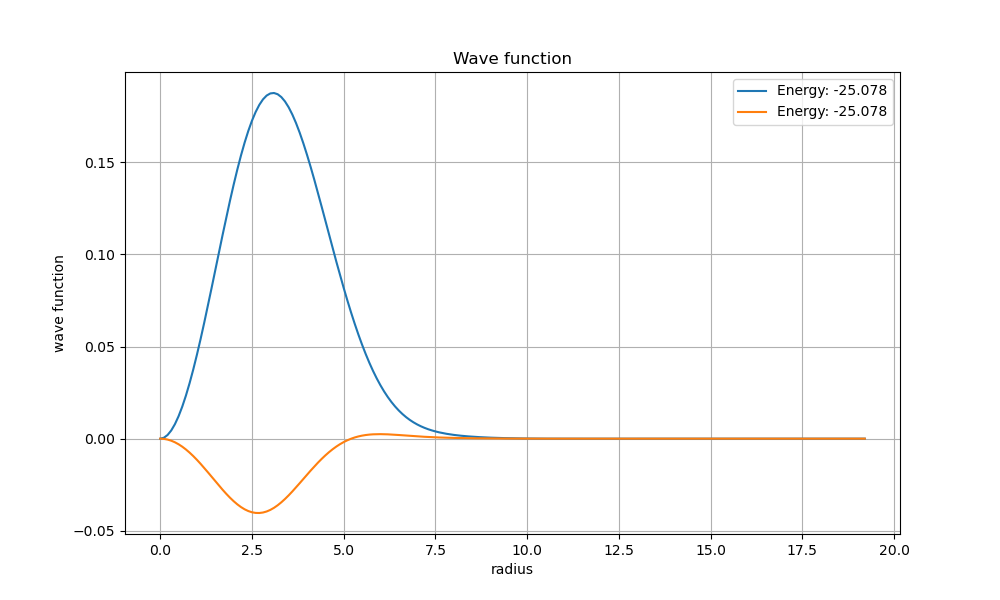 Wave function
Energy: -25.078
Energy: -25.078
wave function
0.15
0.10
0.05
0.00
−0.05
0.0 2.5 5.0 7.5 10.0 12.5 15.0 17.5 20.0
radius